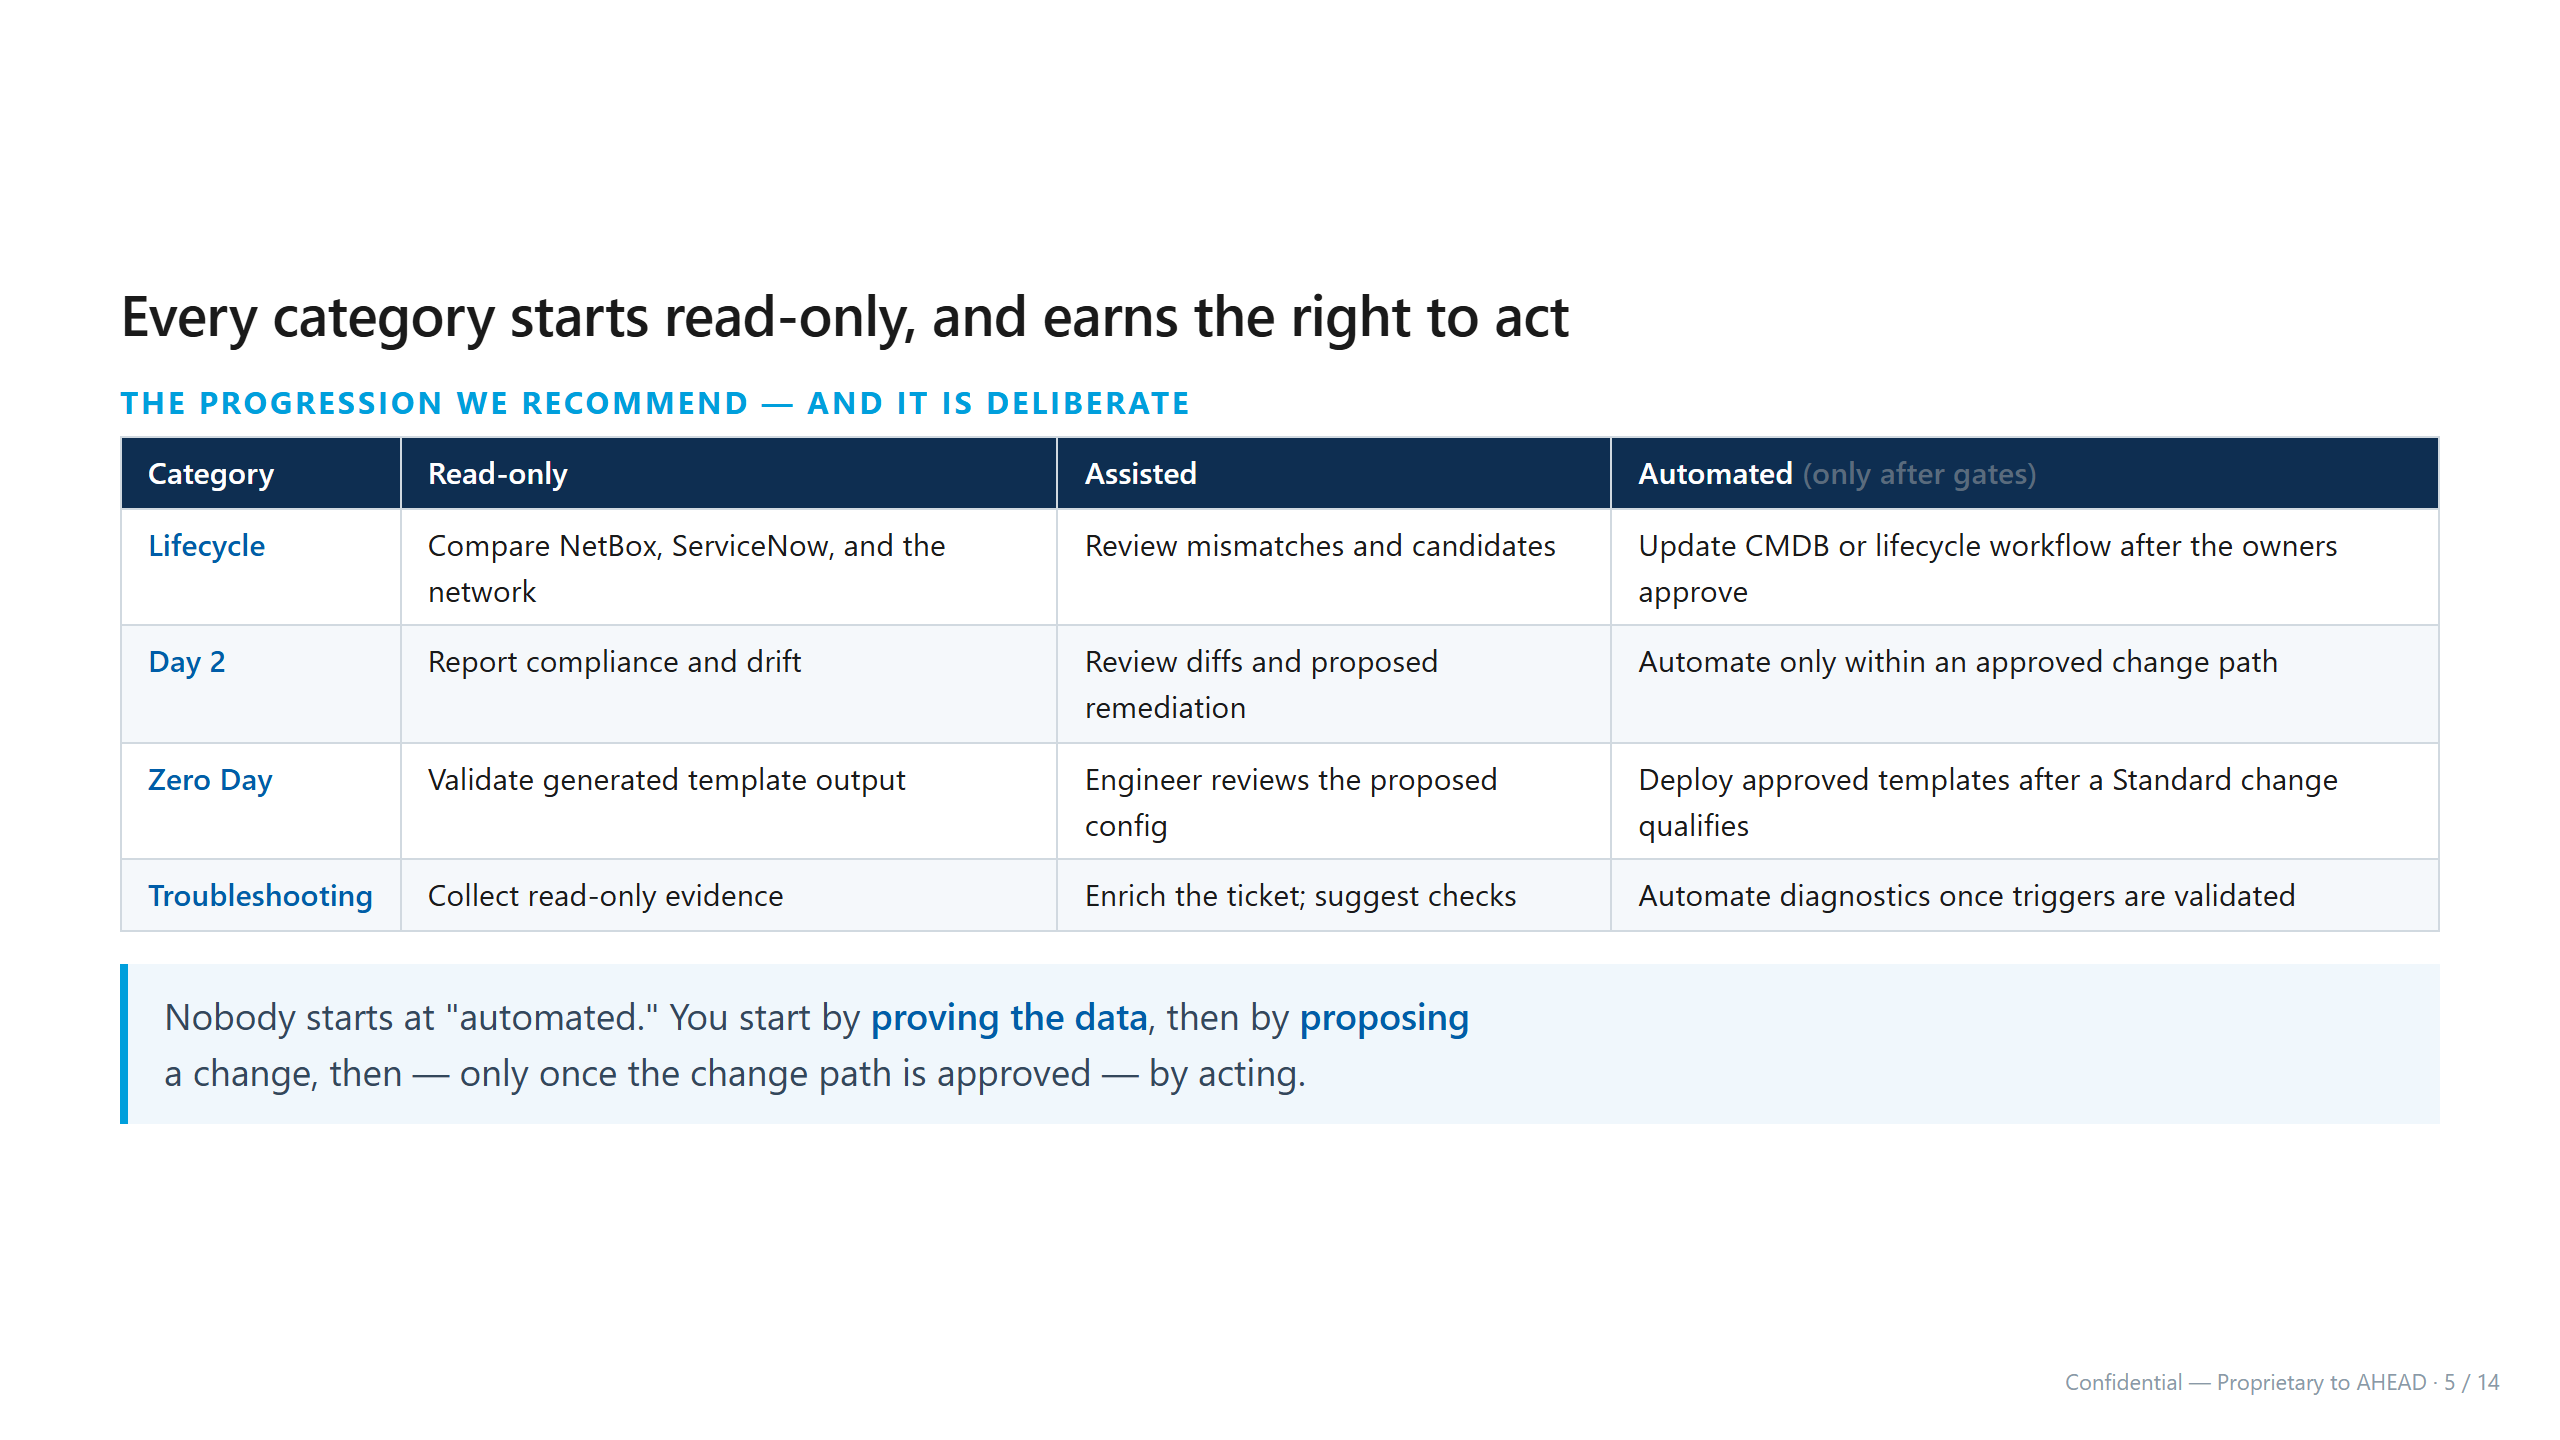 Every category starts read-only, and earns the right to act
THE PROGRESSION WE RECOMMEND — AND IT IS DELIBERATE
Category Read-only Assisted Automated (only after gates)
Lifecycle Compare NetBox, ServiceNow, and the network Review mismatches and candidates Update CMDB or lifecycle workflow after the owners approve
Day 2 Report compliance and drift Review diffs and proposed remediation Automate only within an approved change path
Zero Day Validate generated template output Engineer reviews the proposed config Deploy approved templates after a Standard change qualifies
Troubleshooting Collect read-only evidence Enrich the ticket; suggest checks Automate diagnostics once triggers are validated
Nobody starts at "automated." You start by proving the data, then by proposing
a change, then — only once the change path is approved — by acting.
Confidential — Proprietary to AHEAD · 5 / 14